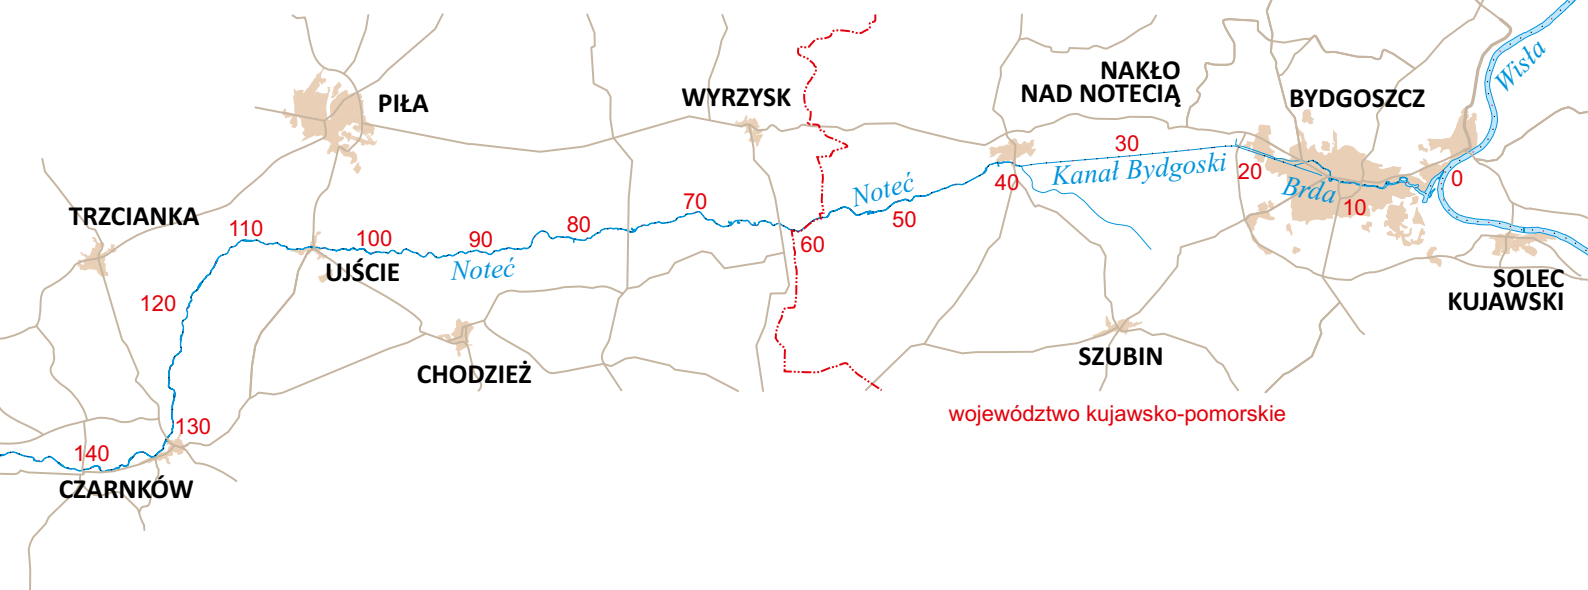 Wisła
NAKŁO
NAD NOTECIĄ
BYDGOSZCZ
PIŁA
WYRZYSK
30
Kanał Bydgoski
20
0
40
Noteć
Brda
10
50
70
TRZCIANKA
110
80
100
90
60
Noteć
UJŚCIE
SOLEC
KUJAWSKI
120
SZUBIN
CHODZIEŻ
województwo kujawsko-pomorskie
130
140
CZARNKÓW